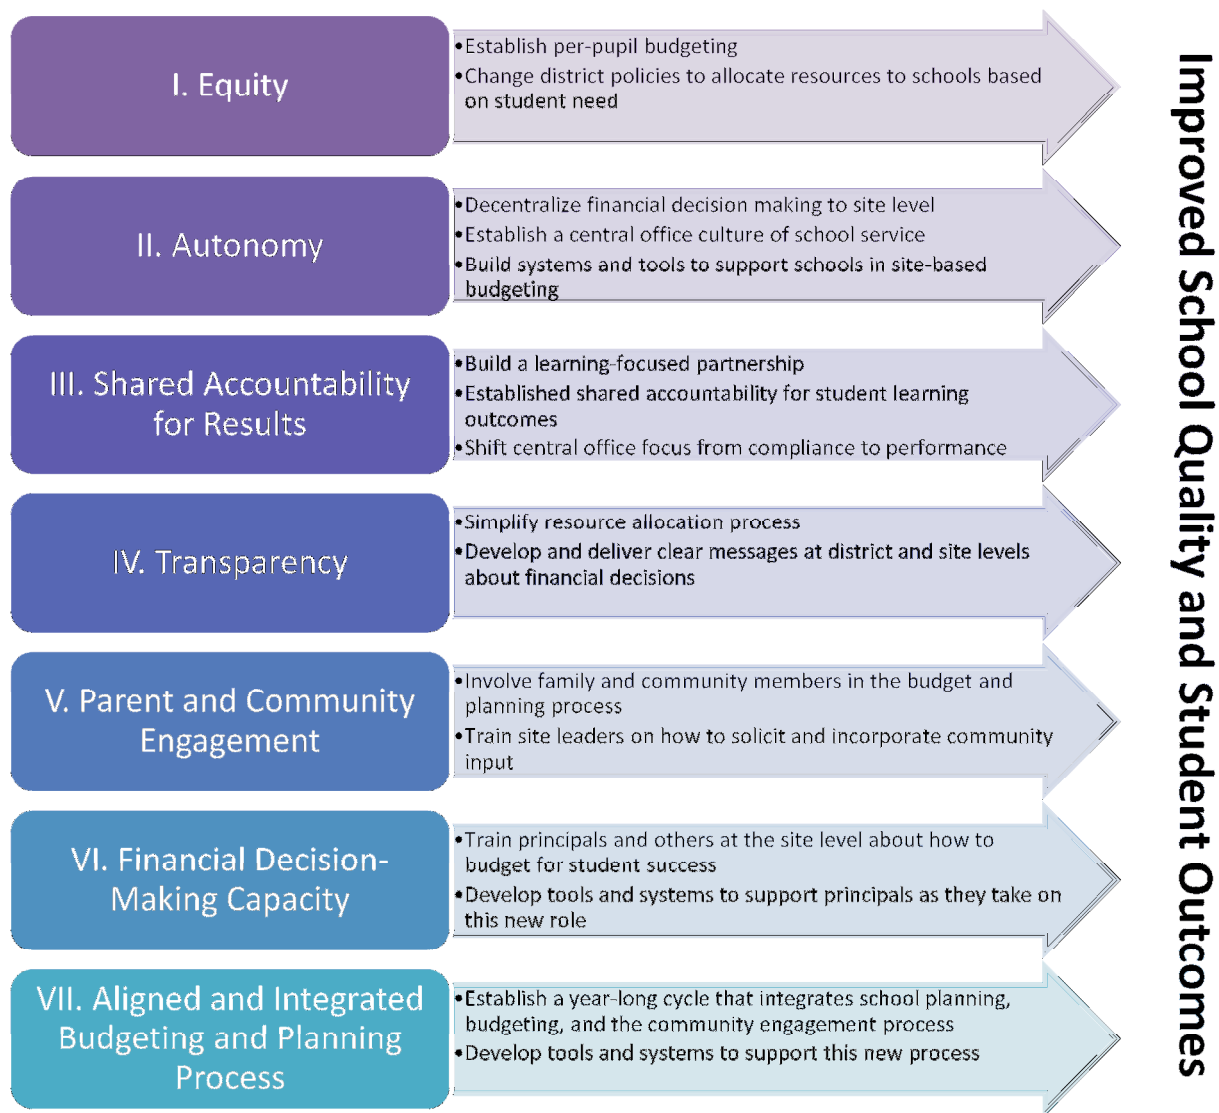 I. Equity
•Establish per-pupil budgeting
•Change district policies to allocate resources to schools based
on student need
II. Autonomy
•Decentralize financial decision making to site level
•Establish a central office culture of school service
•Build systems and tools to support schools in site-based
budgeting
III. Shared Accountability
for Results
•Build a learning-focused partnership
•Established shared accountability for student learning
outcomes
•Shift central office focus from compliance to performance
IV. Transparency
•Simplify resource allocation process
•Develop and deliver clear messages at district and site levels
about financial decisions
V. Parent and Community
Engagement
•Involve family and community members in the budget and
planning process
•Train site leaders on how to solicit and incorporate community
input
VI. Financial Decision-
Making Capacity
•Train principals and others at the site level about how to
budget for student success
•Develop tools and systems to support principals as they take on
this new role
VII. Aligned and Integrated
Budgeting and Planning
Process
•Establish a year-long cycle that integrates school planning,
budgeting, and the community engagement process
•Develop tools and systems to support this new process
Improved School Quality and Student Outcomes